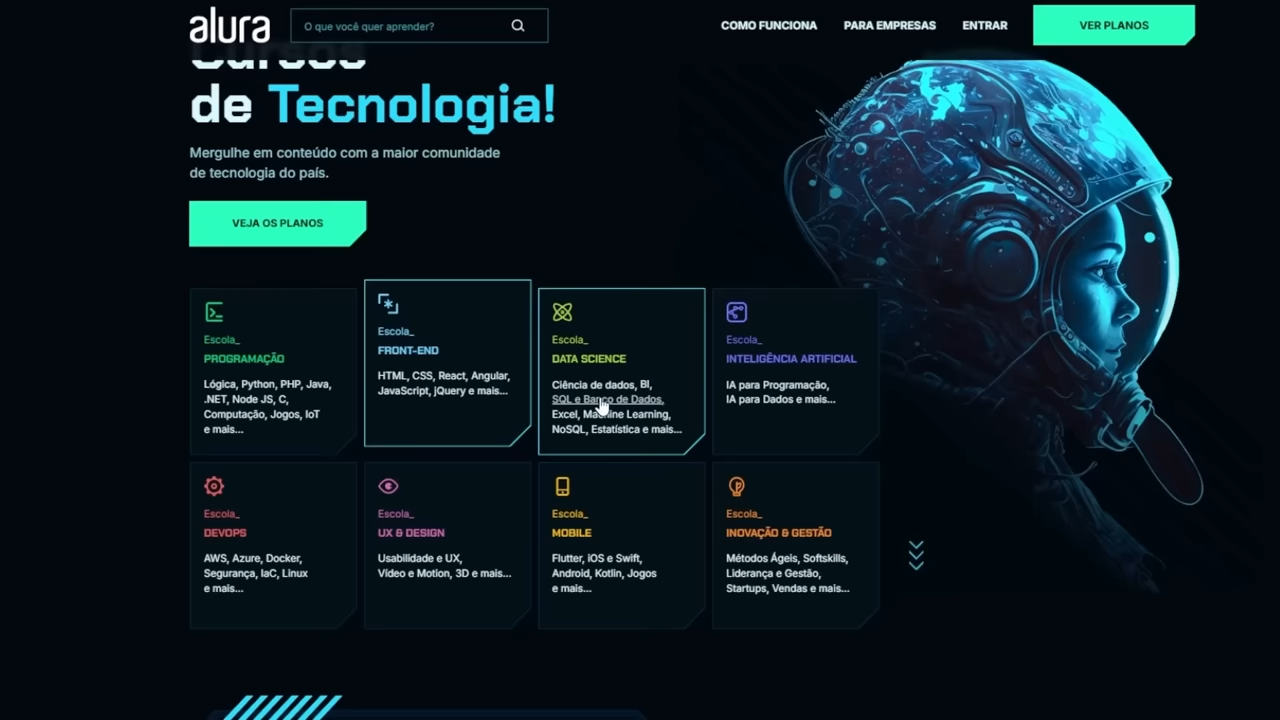 alura
O que você quer aprender?
COMO FUNCIONA
PARA EMPRESAS
ENTRAR
VER PLANOS
Cursos
de Tecnologia!
Mergulhe em conteúdo com a maior comunidade
de tecnologia do país.
VEJA OS PLANOS
Escola_
PROGRAMAÇÃO
Lógica, Python, PHP, Java,
.NET, Node JS, C,
Computação, Jogos, IoT
e mais...
Escola_
FRONT-END
HTML, CSS, React, Angular,
JavaScript, jQuery e mais...
Escola_
DATA SCIENCE
Ciência de dados, BI,
SQL e Banco de Dados,
Excel, Machine Learning,
NoSQL, Estatística e mais...
Escola_
INTELIGÊNCIA ARTIFICIAL
IA para Programação,
IA para Dados e mais...
Escola_
DEVOPS
AWS, Azure, Docker,
Segurança, IaC, Linux
e mais...
Escola_
UX & DESIGN
Usabilidade e UX,
Vídeo e Motion, 3D e mais...
Escola_
MOBILE
Flutter, iOS e Swift,
Android, Kotlin, Jogos
e mais...
Escola_
INOVAÇÃO & GESTÃO
Métodos Ágeis, Softskills,
Liderança e Gestão,
Startups, Vendas e mais...